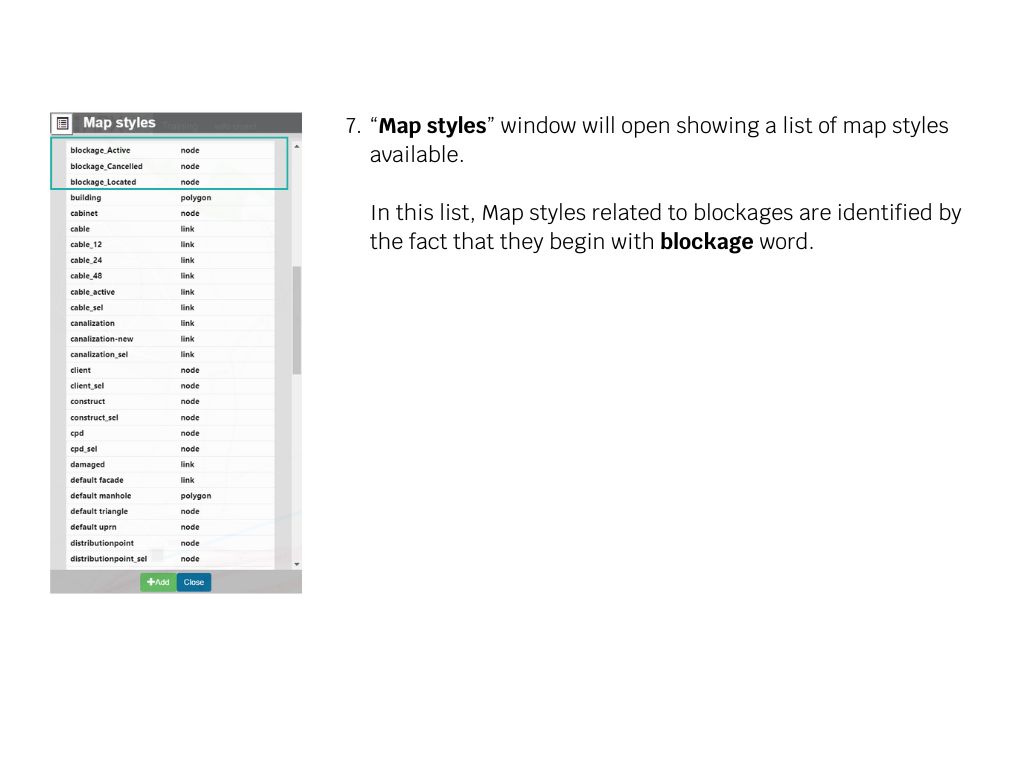 Map styles
blockage_Active node
blockage_Cancelled node
blockage_Located node
building polygon
cabinet node
cable link
cable_12 link
cable_24 link
cable_48 link
cable_active link
cable_sel link
canalization link
canalization-new link
canalization_sel link
client node
client_sel node
construct node
construct_sel node
cpd node
cpd_sel node
damaged link
default facade link
default manhole polygon
default triangle node
default uprn node
distributionpoint node
distributionpoint_sel node
+Add Close
7. “Map styles” window will open showing a list of map styles
available.
In this list, Map styles related to blockages are identified by
the fact that they begin with blockage word.